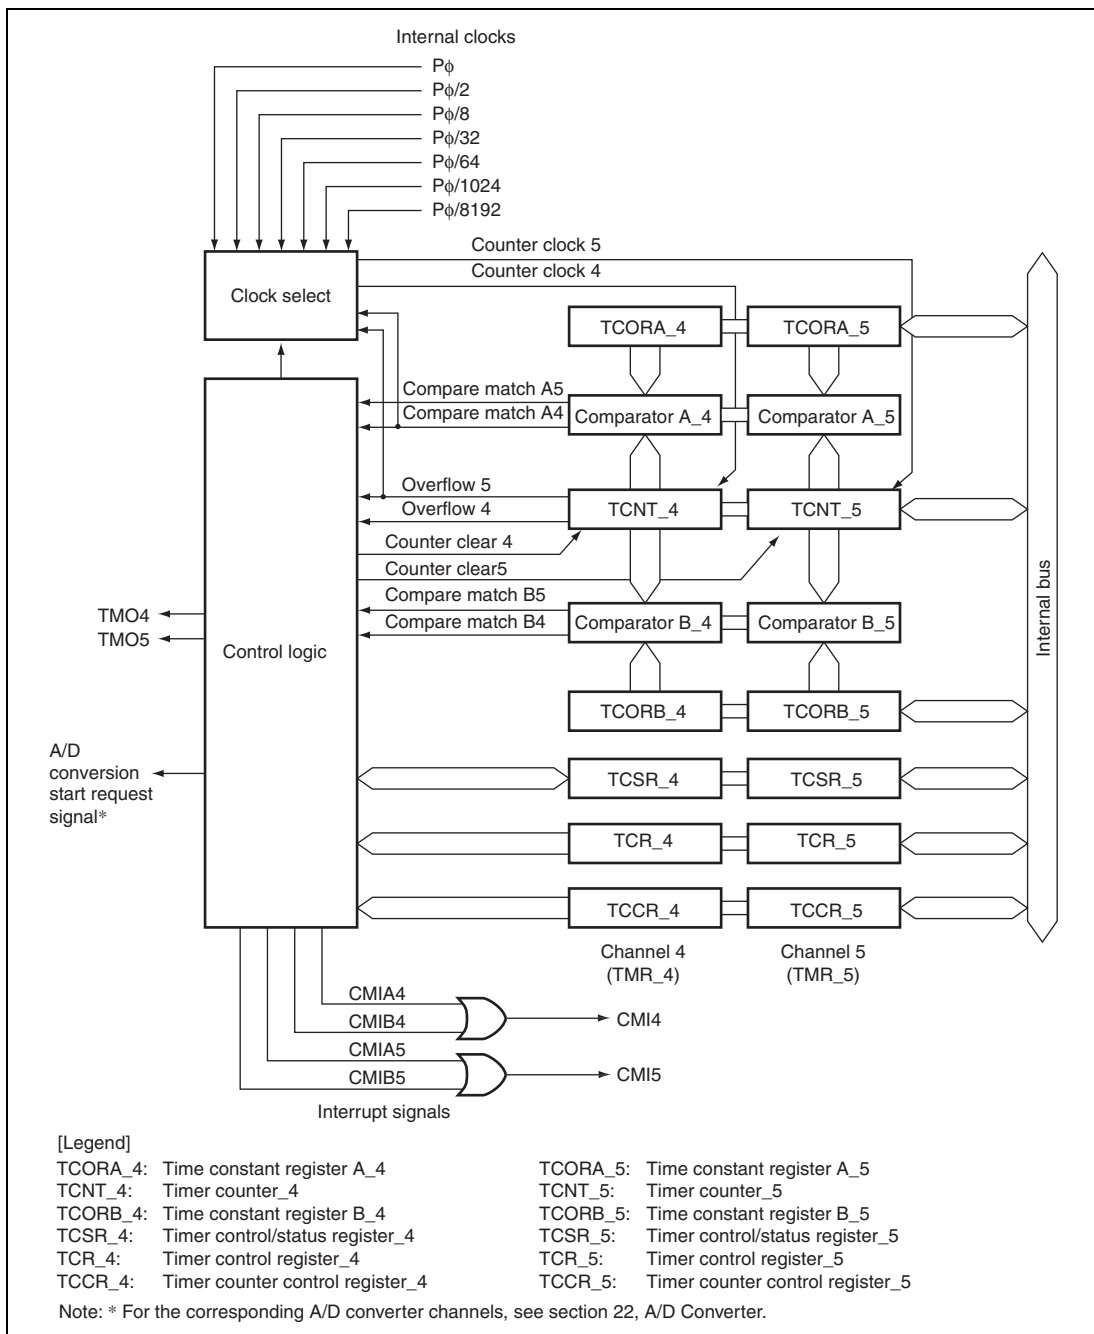 Internal clocks
Pϕ
Pϕ/2
Pϕ/8
Pϕ/32
Pϕ/64
Pϕ/1024
Pϕ/8192
Counter clock 5
Counter clock 4
Clock select
TCORA_4
TCORA_5
Compare match A5
Compare match A4
Comparator A_4
Comparator A_5
Overflow 5
Overflow 4
TCNT_4
TCNT_5
Counter clear 4
Counter clear5
Compare match B5
Compare match B4
Comparator B_4
Comparator B_5
TMO4
TMO5
Control logic
Internal bus
TCORB_4
TCORB_5
A/D
conversion
start request
signal*
TCSR_4
TCSR_5
TCR_4
TCR_5
TCCR_4
TCCR_5
Channel 4
(TMR_4)
Channel 5
(TMR_5)
CMIA4
CMIB4
CMI4
CMIA5
CMIB5
CMI5
Interrupt signals
[Legend]
TCORA_4: Time constant register A_4
TCNT_4: Timer counter_4
TCORB_4: Time constant register B_4
TCSR_4: Timer control/status register_4
TCR_4: Timer control register_4
TCCR_4: Timer counter control register_4
TCORA_5: Time constant register A_5
TCNT_5: Timer counter_5
TCORB_5: Time constant register B_5
TCSR_5: Timer control/status register_5
TCR_5: Timer control register_5
TCCR_5: Timer counter control register_5
Note: * For the corresponding A/D converter channels, see section 22, A/D Converter.